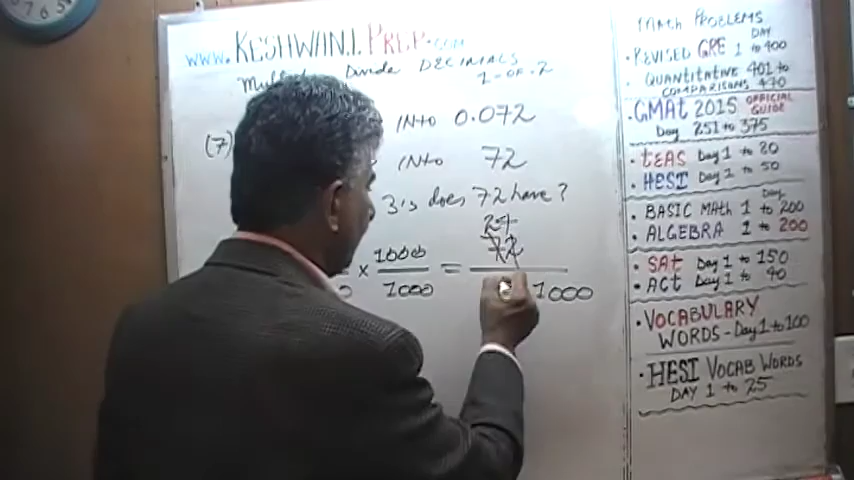 www. KESHWANI PREP.com
Divide DECIMALS
1-OF-2
(7) INTO 0.072
INTO 72
3's does 72 have?
24
72
× 1000 =
1000 1000
MATH PROBLEMS
• REVISED GRE DAY 1 to 400
QUANTITATIVE 401 to
COMPARISONS 470
• GMAT 2015 OFFICIAL GUIDE
DAY 251 to 375
• TEAS Day 1 to 80
• HESI Day 1 to 50
Day
• BASIC MATH 1 to 200
• ALGEBRA 1 to 200
• SAT Day 1 to 150
• ACT Day 1 to 90
• VOCABULARY
WORDS - Day 1 to 100
• HESI VOCAB WORDS
DAY 1 to 25